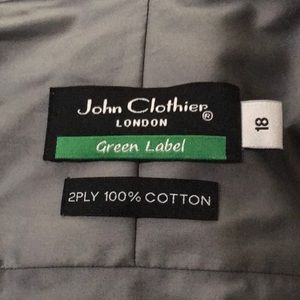 John Clothier®
LONDON
Green Label
18
2PLY 100% COTTON